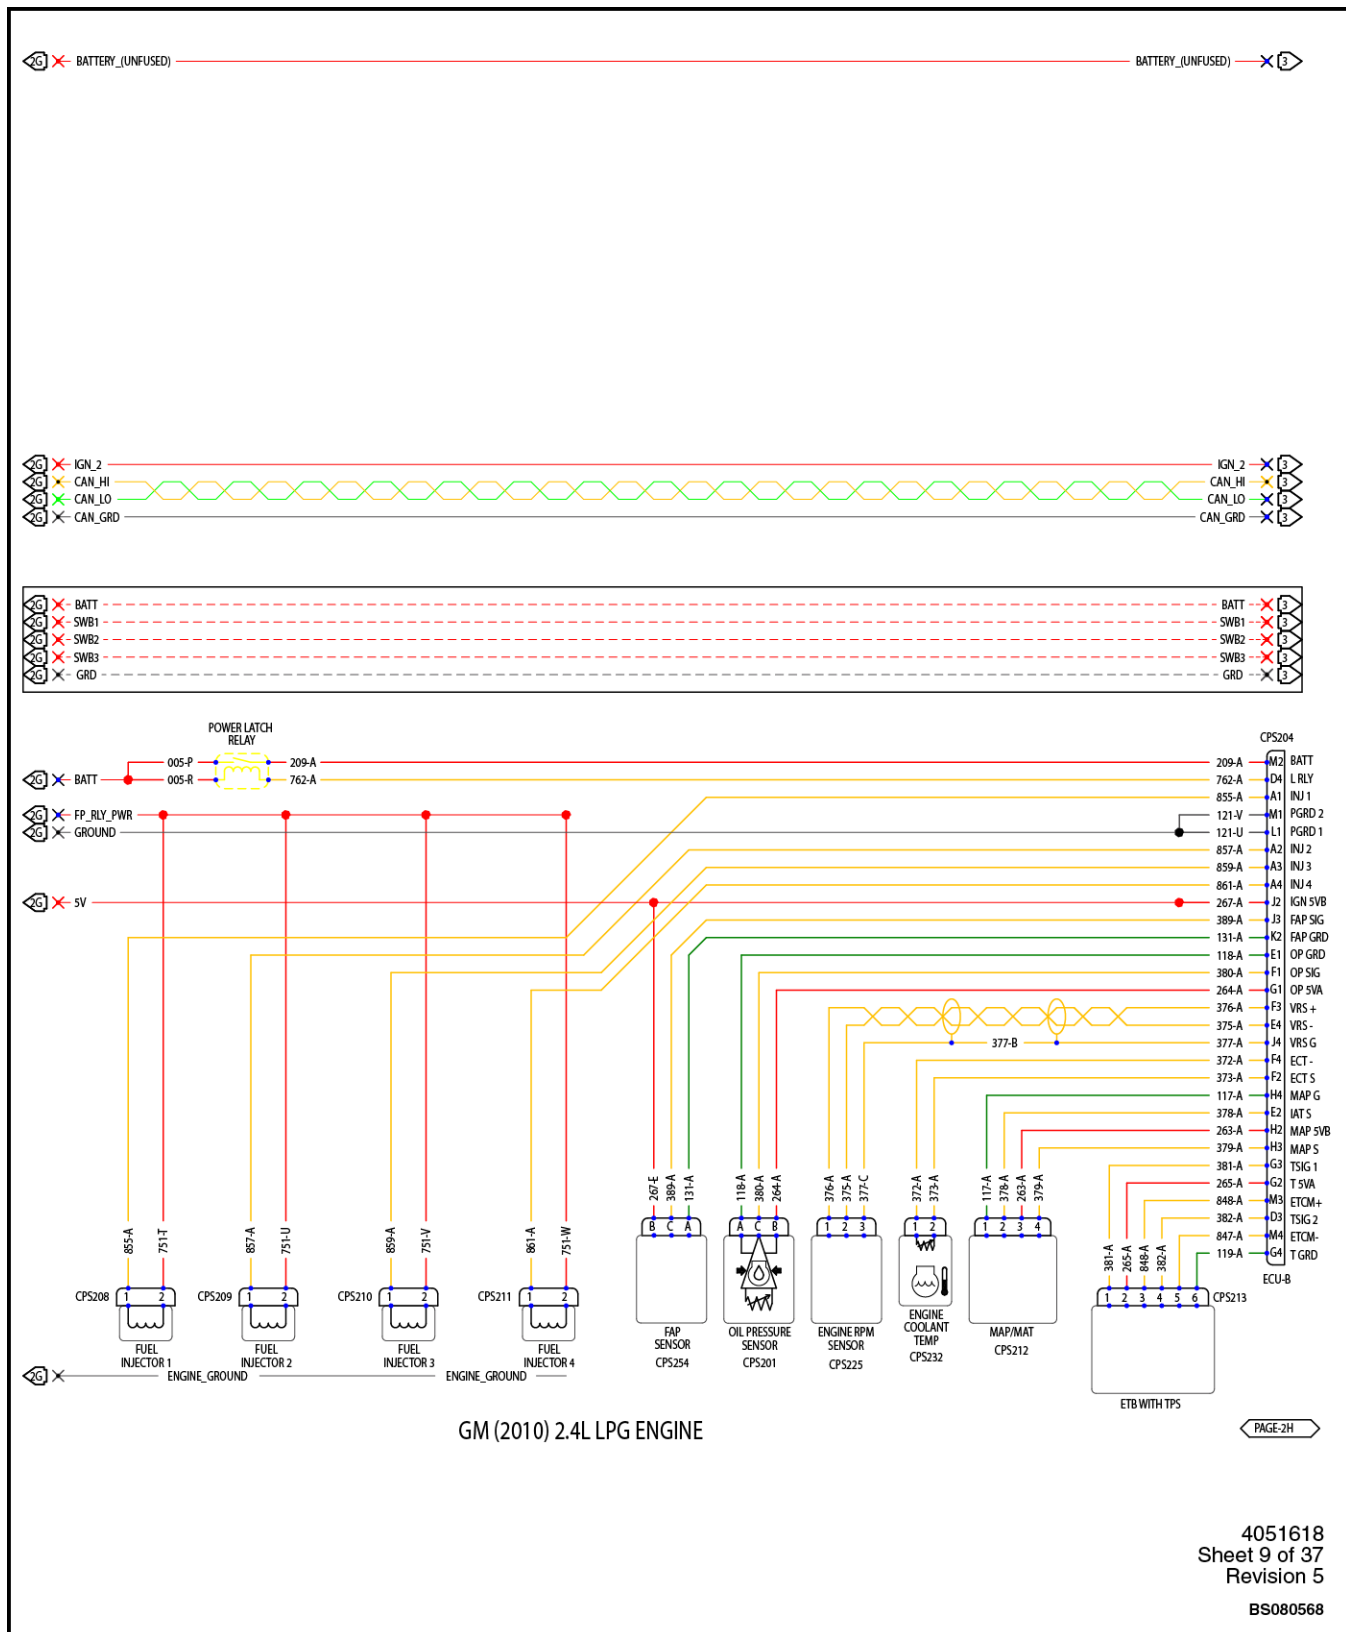 2G BATTERY_(UNFUSED) BATTERY_(UNFUSED) 3
2G IGN_2 IGN_2 3
2G CAN_HI CAN_HI 3
2G CAN_LO CAN_LO 3
2G CAN_GRD CAN_GRD 3
2G BATT BATT 3
2G SWB1 SWB1 3
2G SWB2 SWB2 3
2G SWB3 SWB3 3
2G GRD GRD 3
POWER LATCH
RELAY
CPS204
005-P 209-A 209-A M2 BATT
2G BATT 005-R 762-A 762-A D4 L RLY
855-A A1 INJ 1
2G FP_RLY_PWR 121-V M1 PGRD 2
2G GROUND 121-U L1 PGRD 1
857-A A2 INJ 2
859-A A3 INJ 3
861-A A4 INJ 4
2G 5V 267-A J2 IGN 5VB
389-A J3 FAP SIG
131-A K2 FAP GRD
118-A E1 OP GRD
380-A F1 OP SIG
264-A G1 OP 5VA
376-A F3 VRS +
375-A E4 VRS -
377-B 377-A J4 VRS G
372-A F4 ECT -
373-A F2 ECT S
117-A H4 MAP G
378-A E2 IAT S
263-A H2 MAP 5VB
379-A H3 MAP S
381-A G3 TSIG 1
265-A G2 T 5VA
848-A M3 ETCM+
382-A D3 TSIG 2
847-A M4 ETCM-
119-A G4 T GRD
ECU-B
267-E 389-A 131-A 118-A 380-A 264-A 376-A 375-A 377-C 372-A 373-A 117-A 378-A 263-A 379-A
B C A A C B 1 2 3 1 2 1 2 3 4
855-A 751-T 857-A 751-U 859-A 751-V 861-A 751-W 381-A 265-A 848-A 382-A
CPS208 1 2 CPS209 1 2 CPS210 1 2 CPS211 1 2 1 2 3 4 5 6 CPS213
FUEL
INJECTOR 1
FUEL
INJECTOR 2
FUEL
INJECTOR 3
FUEL
INJECTOR 4
FAP
SENSOR
CPS254
OIL PRESSURE
SENSOR
CPS201
ENGINE RPM
SENSOR
CPS225
ENGINE
COOLANT
TEMP
CPS232
MAP/MAT
CPS212
ETB WITH TPS
2G ENGINE_GROUND ENGINE_GROUND
GM (2010) 2.4L LPG ENGINE
PAGE-2H
4051618
Sheet 9 of 37
Revision 5
BS080568